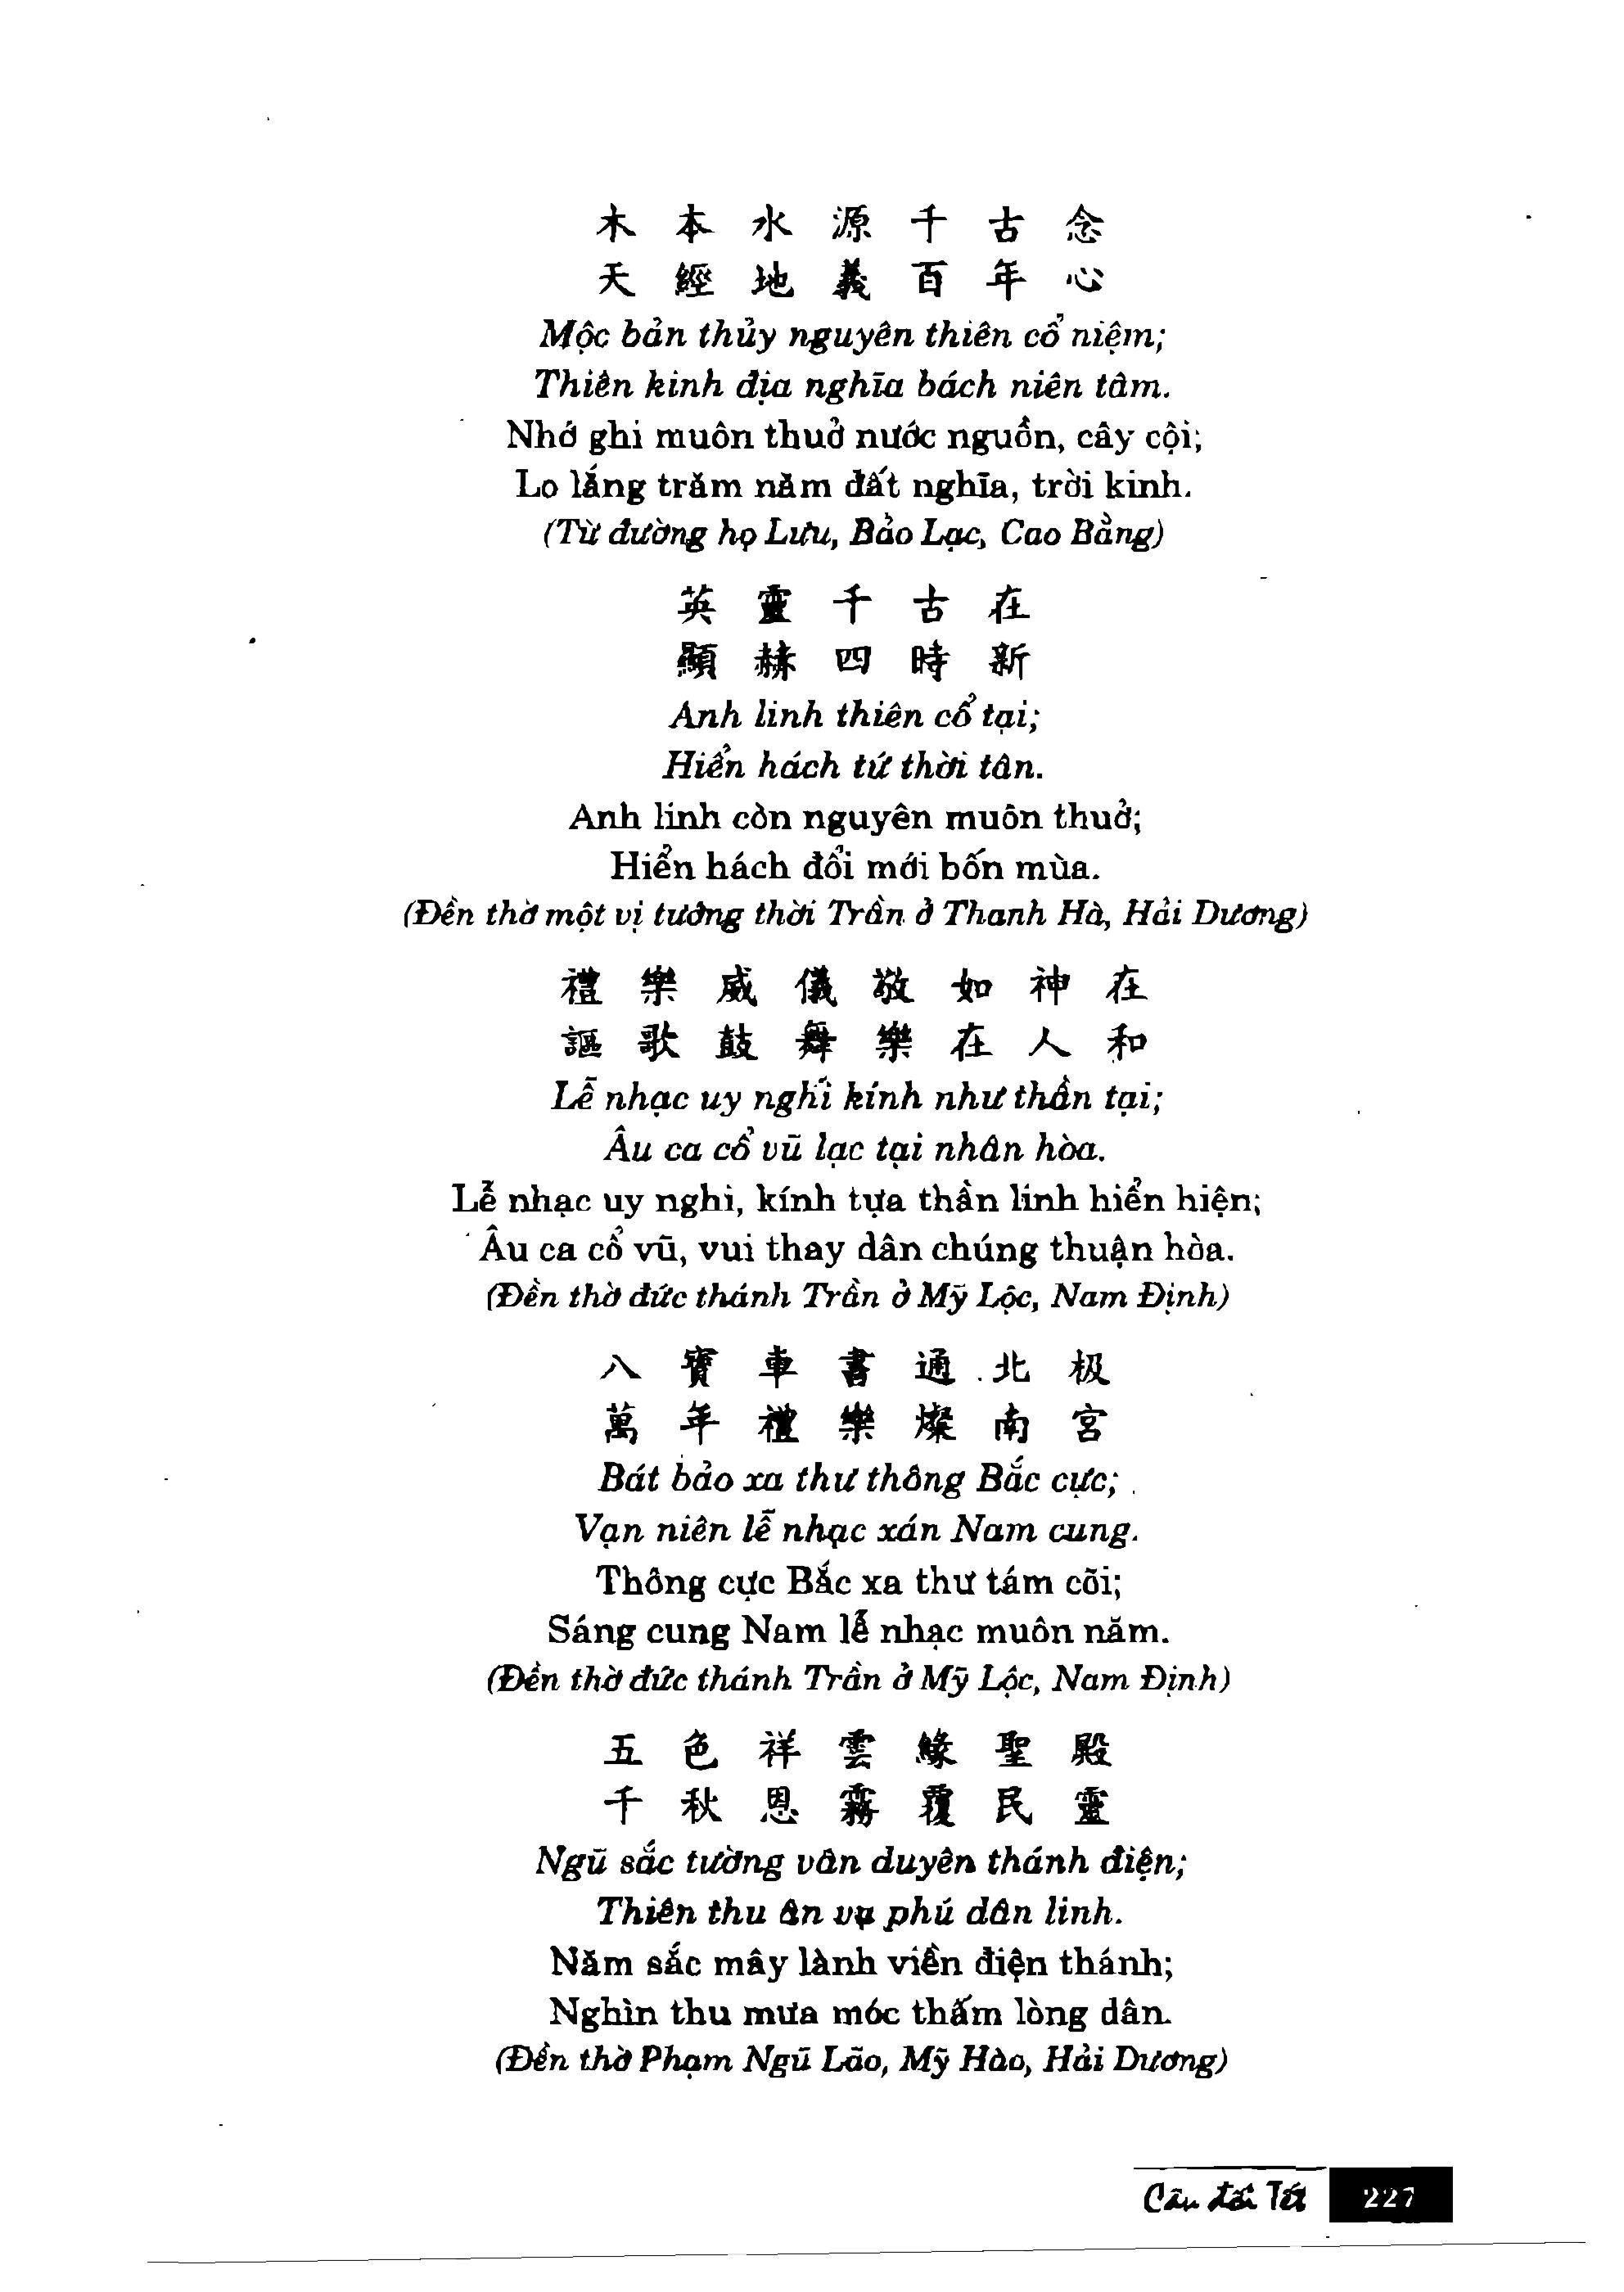 木本水源千古念
天經地義百年心
Mộc bản thủy nguyên thiên cổ niệm;
Thiên kinh địa nghĩa bách niên tâm.
Nhớ ghi muôn thuở nước nguồn, cây cội;
Lo lắng trăm năm đất nghĩa, trời kinh.
(Từ đường họ Lưu, Bảo Lạc, Cao Bằng)
英靈千古在
顯赫四時新
Anh linh thiên cổ tại;
Hiển hách tứ thời tân.
Anh linh còn nguyên muôn thuở;
Hiển hách đổi mới bốn mùa.
(Đền thờ một vị tướng thời Trần ở Thanh Hà, Hải Dương)
禮樂威儀敬如神在
謳歌鼓舞樂在人和
Lễ nhạc uy nghi kính như thần tại;
Âu ca cổ vũ lạc tại nhân hòa.
Lễ nhạc uy nghi, kính tựa thần linh hiển hiện;
Âu ca cổ vũ, vui thay dân chúng thuận hòa.
(Đền thờ đức thánh Trần ở Mỹ Lộc, Nam Định)
八寶車書通北极
萬年禮樂燦南宮
Bát bảo xa thư thông Bắc cực;
Vạn niên lễ nhạc xán Nam cung.
Thông cực Bắc xa thư tám cõi;
Sáng cung Nam lễ nhạc muôn năm.
(Đền thờ đức thánh Trần ở Mỹ Lộc, Nam Định)
五色祥雲緣聖殿
千秋恩霧覆民靈
Ngũ sắc tường vân duyên thánh điện;
Thiên thu ân vụ phú dân linh.
Năm sắc mây lành viền điện thánh;
Nghìn thu mưa móc thấm lòng dân.
(Đền thờ Phạm Ngũ Lão, Mỹ Hào, Hải Dương)
Câu đối Tết 227